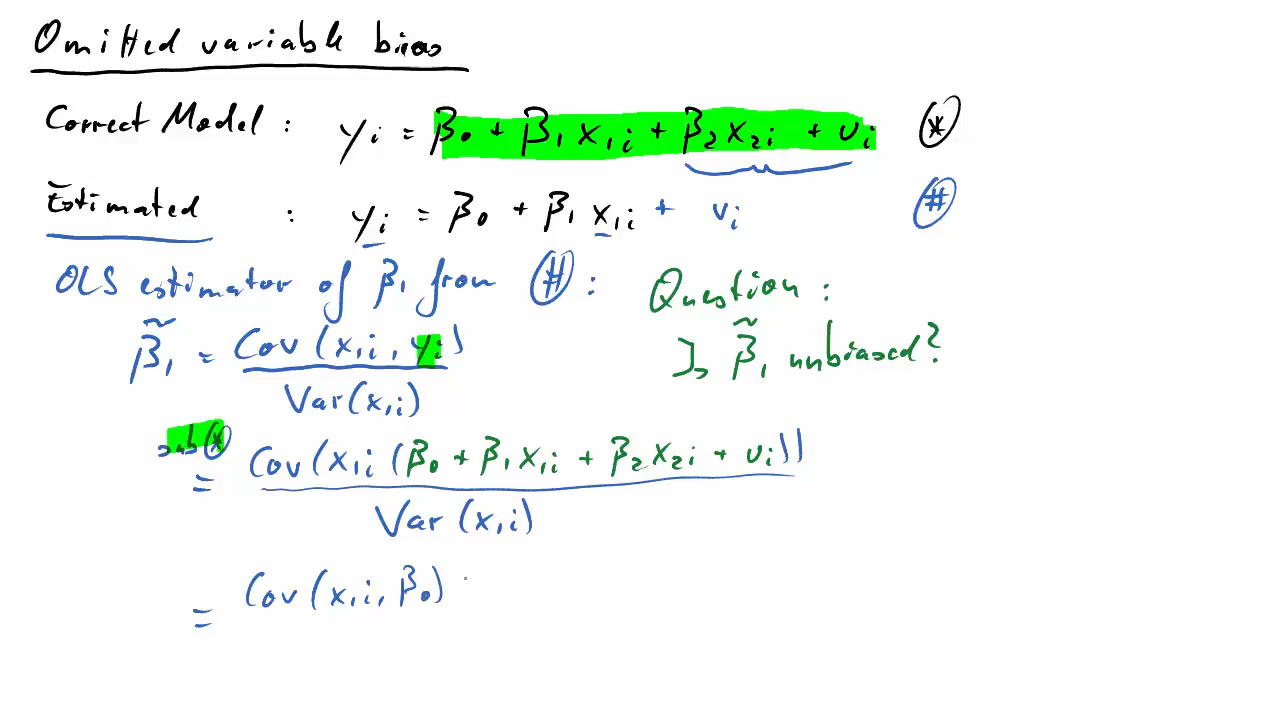 Omitted variable bias
Correct Model : yᵢ = β₀ + β₁ x₁ᵢ + β₂ x₂ᵢ + υᵢ (*)
Estimated : yᵢ = β₀ + β₁ x₁ᵢ + vᵢ (#)
OLS estimator of β₁ from (#) :
Question :
β̃₁ = Cov (x₁ᵢ , yᵢ) / Var(x₁ᵢ)
Is β̃₁ unbiased?
sub (*)
= Cov (x₁ᵢ (β₀ + β₁ x₁ᵢ + β₂ x₂ᵢ + υᵢ)) / Var (x₁ᵢ)
= Cov (x₁ᵢ, β₀)